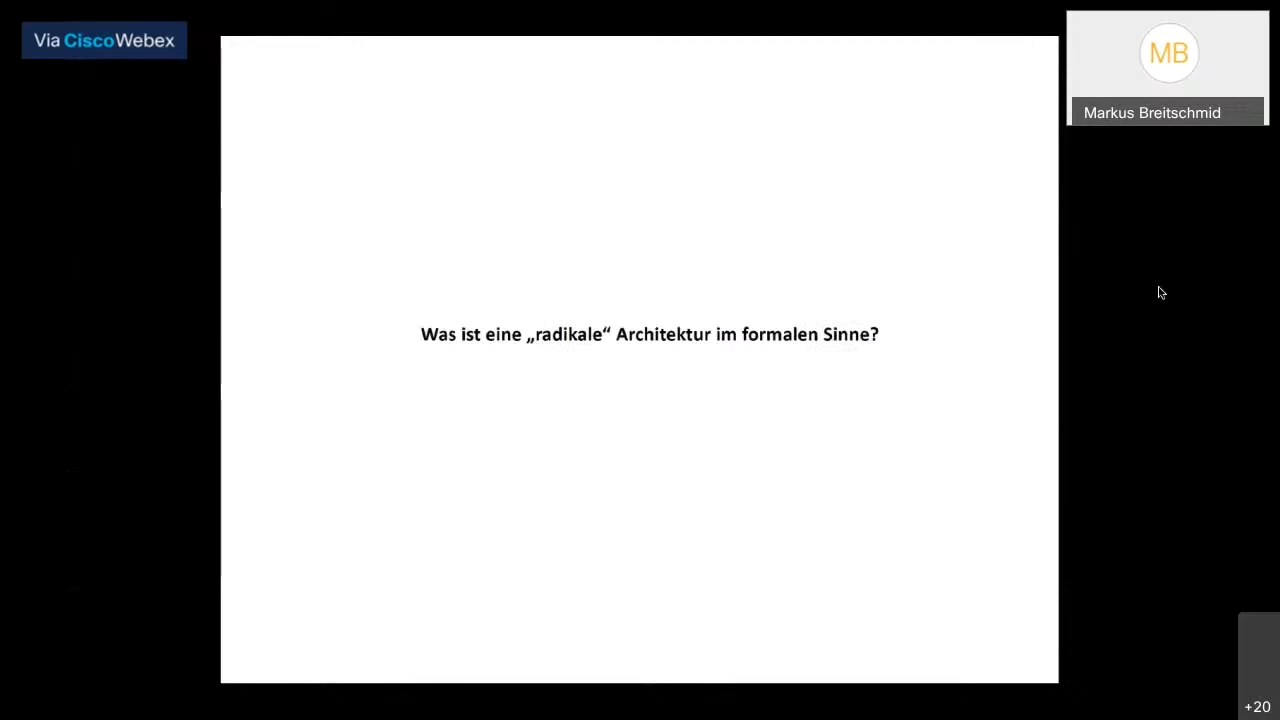 Via CiscoWebex
MB
Markus Breitschmid
Was ist eine „radikale“ Architektur im formalen Sinne?
+20